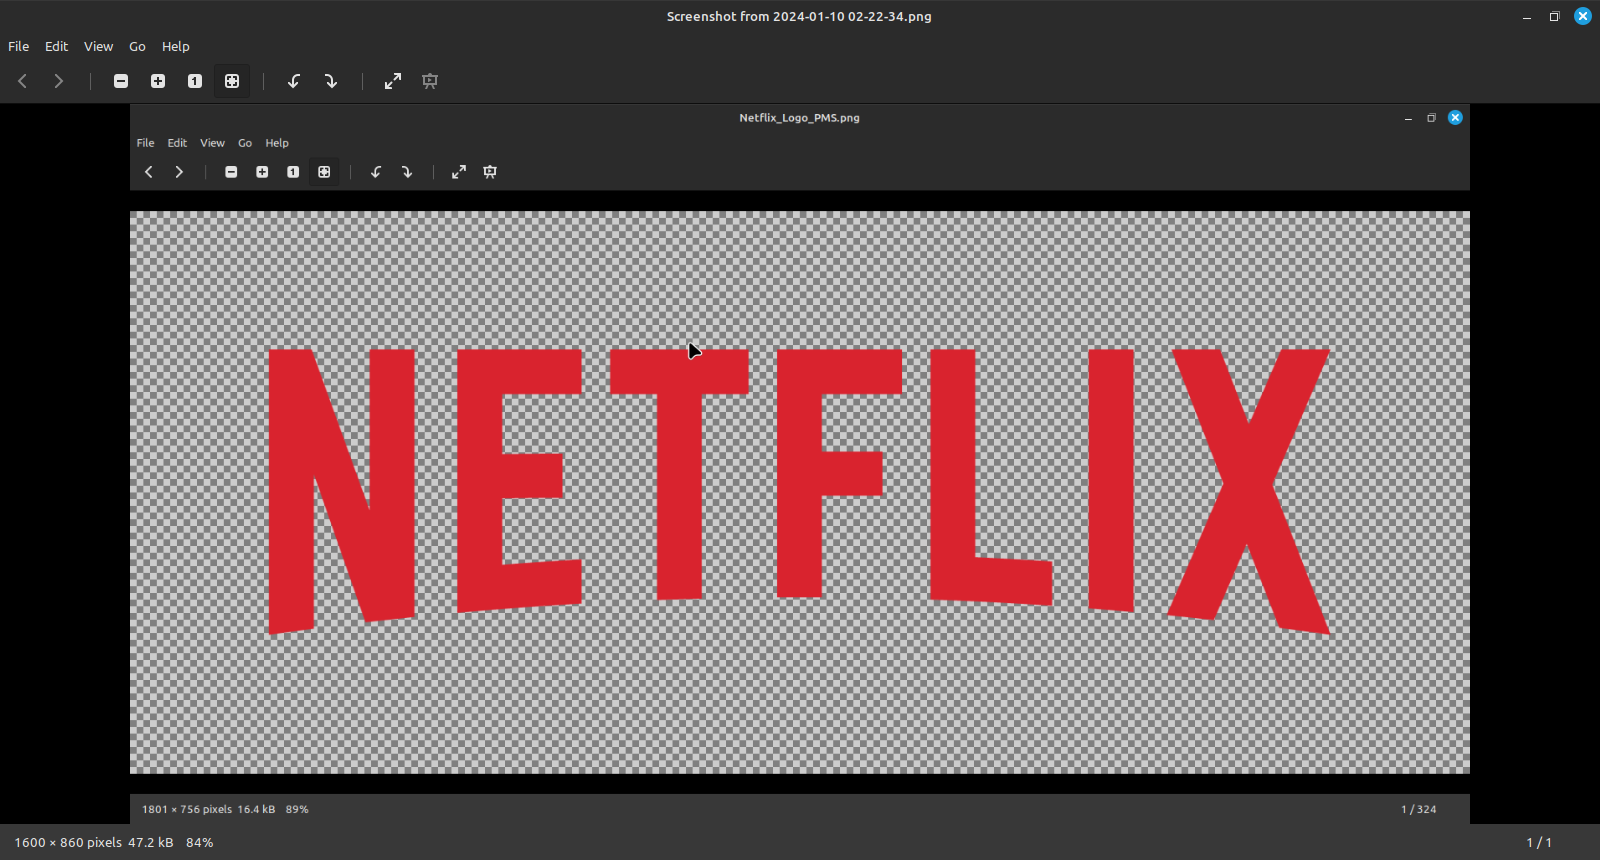 Screenshot from 2024-01-10 02-22-34.png
File Edit View Go Help
1
Netflix_Logo_PMS.png
File Edit View Go Help
1
NETFLIX
1801 × 756 pixels 16.4 kB 89% 1 / 324
1600 × 860 pixels 47.2 kB 84% 1 / 1